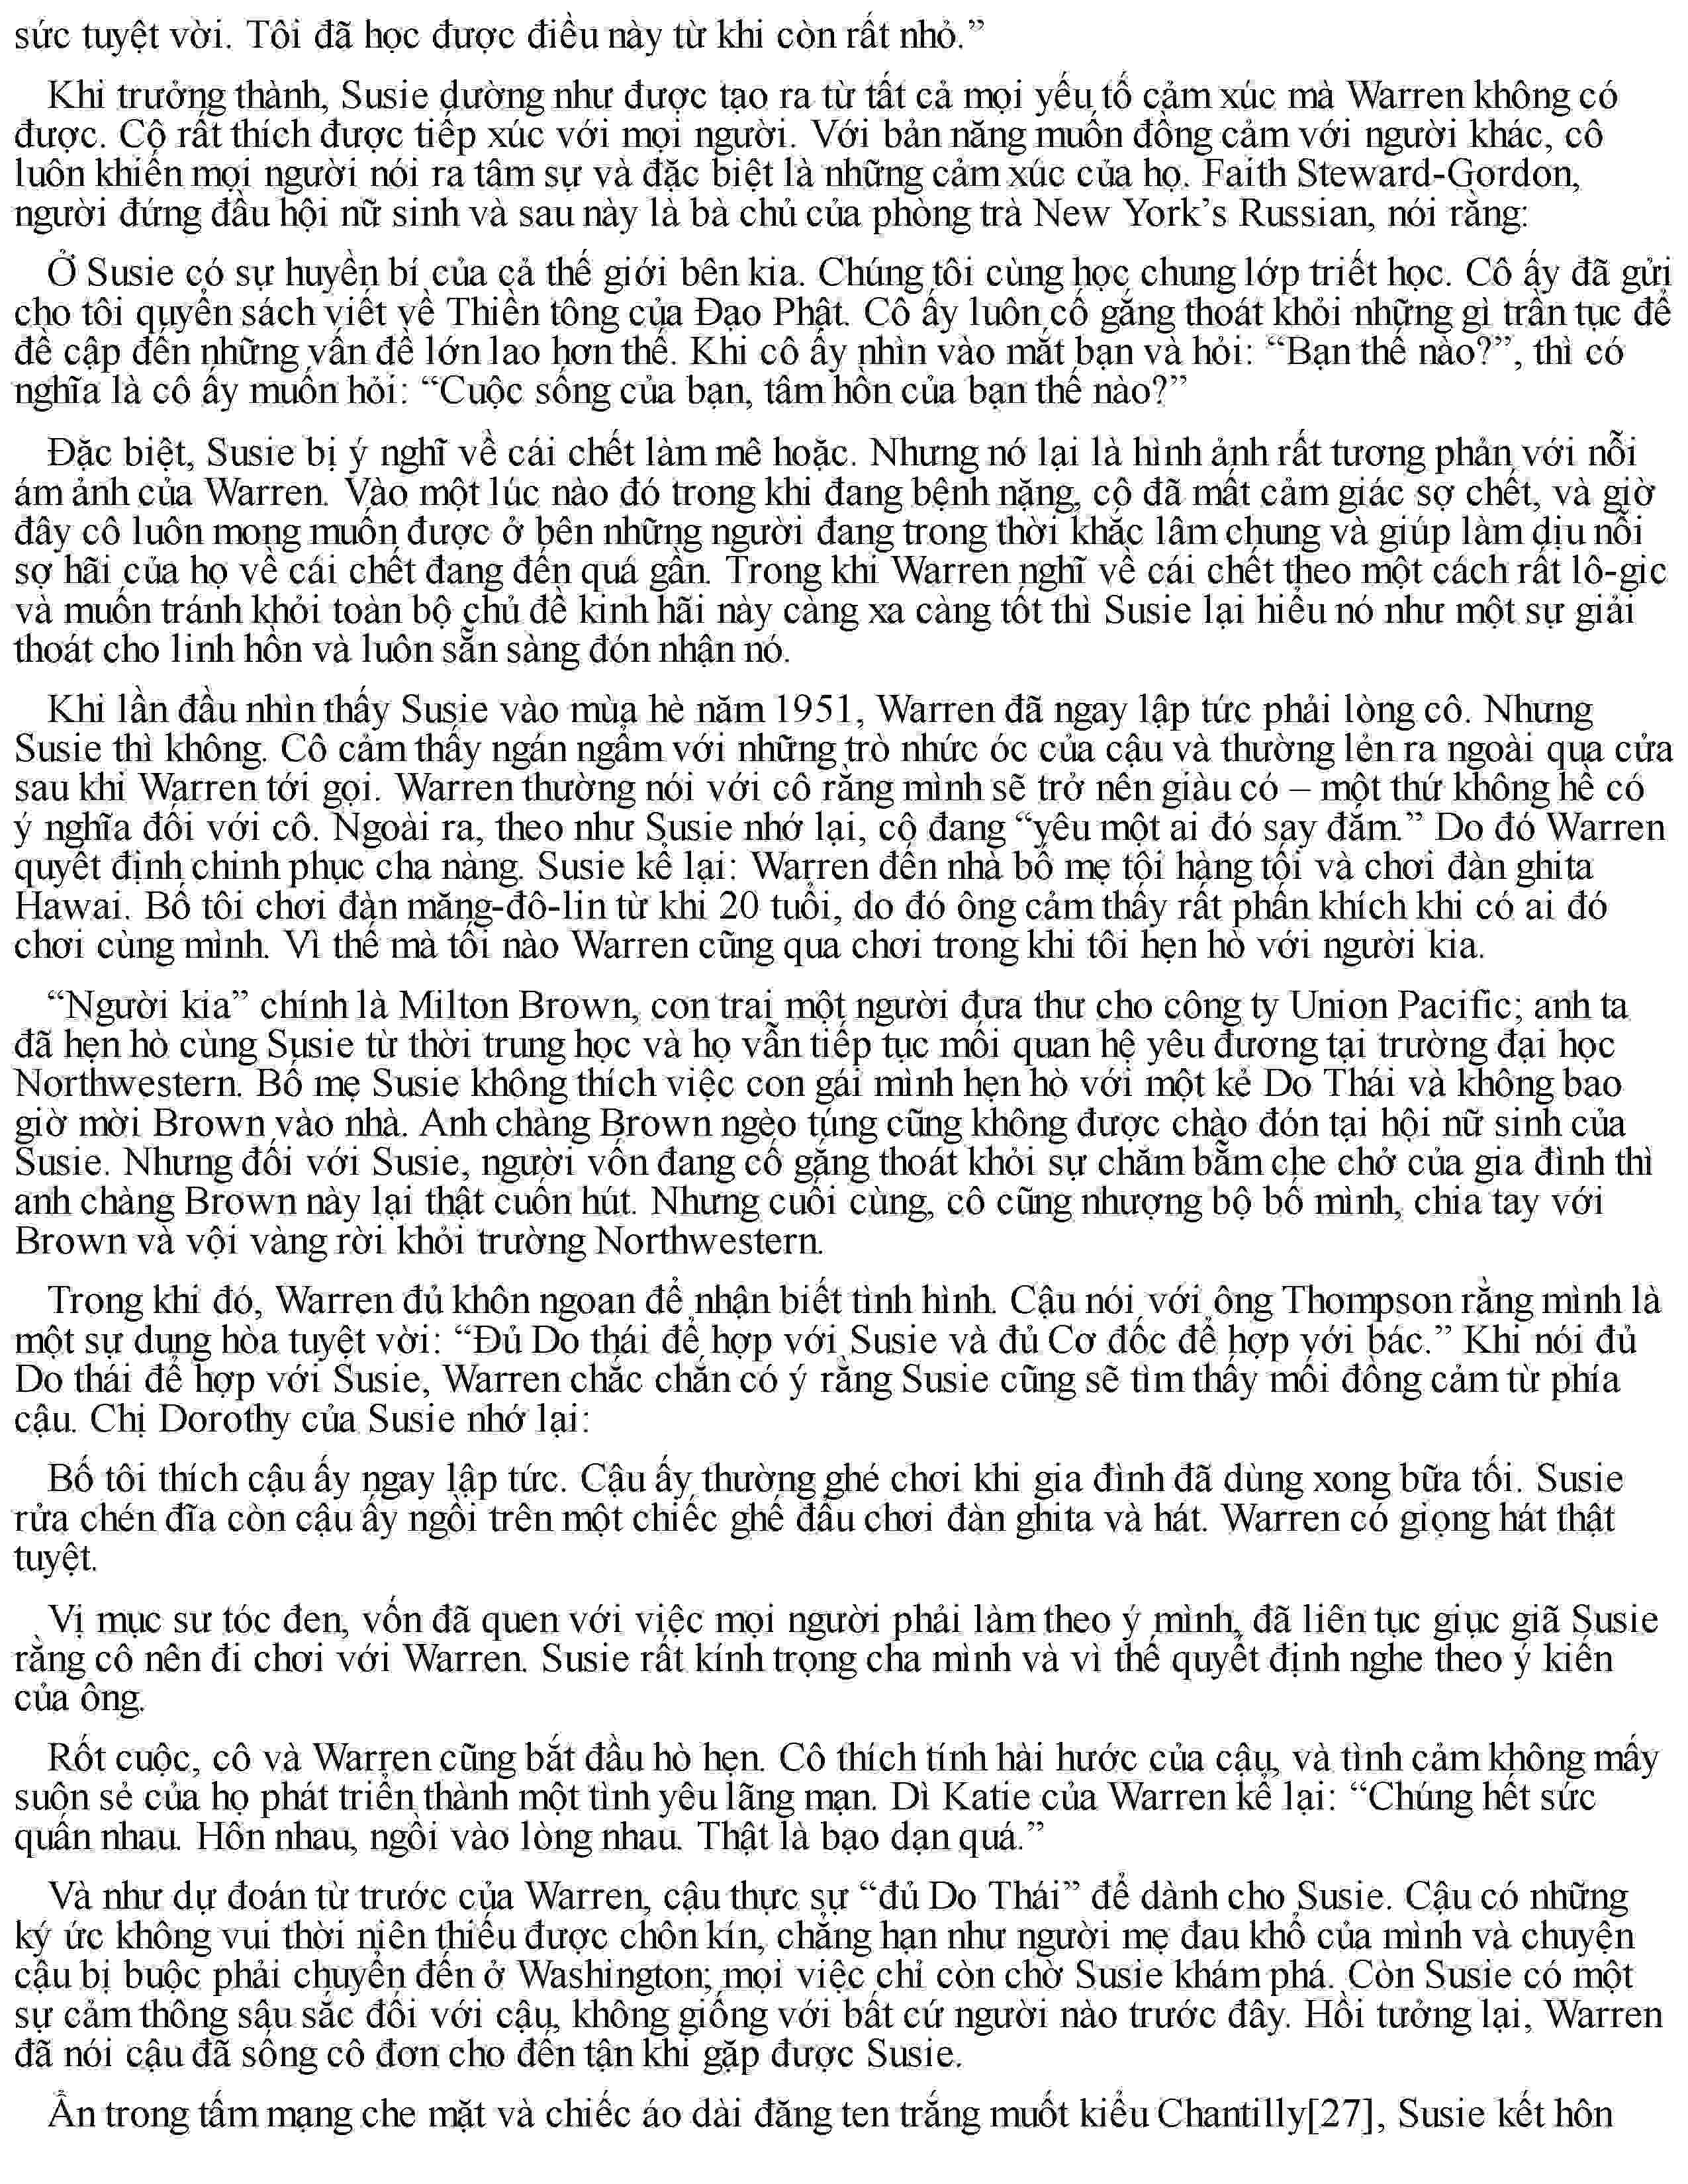 sức tuyệt vời. Tôi đã học được điều này từ khi còn rất nhỏ.”
Khi trưởng thành, Susie dường như được tạo ra từ tất cả mọi yếu tố cảm xúc mà Warren không có
được. Cô rất thích được tiếp xúc với mọi người. Với bản năng muốn đồng cảm với người khác, cô
luôn khiến mọi người nói ra tâm sự và đặc biệt là những cảm xúc của họ. Faith Steward-Gordon,
người đứng đầu hội nữ sinh và sau này là bà chủ của phòng trà New York’s Russian, nói rằng:
Ở Susie có sự huyền bí của cả thế giới bên kia. Chúng tôi cùng học chung lớp triết học. Cô ấy đã gửi
cho tôi quyển sách viết về Thiền tông của Đạo Phật. Cô ấy luôn cố gắng thoát khỏi những gì trần tục để
đề cập đến những vấn đề lớn lao hơn thế. Khi cô ấy nhìn vào mắt bạn và hỏi: “Bạn thế nào?”, thì có
nghĩa là cô ấy muốn hỏi: “Cuộc sống của bạn, tâm hồn của bạn thế nào?”
Đặc biệt, Susie bị ý nghĩ về cái chết làm mê hoặc. Nhưng nó lại là hình ảnh rất tương phản với nỗi
ám ảnh của Warren. Vào một lúc nào đó trong khi đang bệnh nặng, cô đã mất cảm giác sợ chết, và giờ
đây cô luôn mong muốn được ở bên những người đang trong thời khắc lâm chung và giúp làm dịu nỗi
sợ hãi của họ về cái chết đang đến quá gần. Trong khi Warren nghĩ về cái chết theo một cách rất lô-gic
và muốn tránh khỏi toàn bộ chủ đề kinh hãi này càng xa càng tốt thì Susie lại hiểu nó như một sự giải
thoát cho linh hồn và luôn sẵn sàng đón nhận nó.
Khi lần đầu nhìn thấy Susie vào mùa hè năm 1951, Warren đã ngay lập tức phải lòng cô. Nhưng
Susie thì không. Cô cảm thấy ngán ngẩm với những trò nhức óc của cậu và thường lẻn ra ngoài qua cửa
sau khi Warren tới gọi. Warren thường nói với cô rằng mình sẽ trở nên giàu có – một thứ không hề có
ý nghĩa đối với cô. Ngoài ra, theo như Susie nhớ lại, cô đang “yêu một ai đó say đắm.” Do đó Warren
quyết định chinh phục cha nàng. Susie kể lại: Warren đến nhà bố mẹ tôi hàng tối và chơi đàn ghita
Hawai. Bố tôi chơi đàn măng-đô-lin từ khi 20 tuổi, do đó ông cảm thấy rất phấn khích khi có ai đó
chơi cùng mình. Vì thế mà tối nào Warren cũng qua chơi trong khi tôi hẹn hò với người kia.
“Người kia” chính là Milton Brown, con trai một người đưa thư cho công ty Union Pacific; anh ta
đã hẹn hò cùng Susie từ thời trung học và họ vẫn tiếp tục mối quan hệ yêu đương tại trường đại học
Northwestern. Bố mẹ Susie không thích việc con gái mình hẹn hò với một kẻ Do Thái và không bao
giờ mời Brown vào nhà. Anh chàng Brown ngèo túng cũng không được chào đón tại hội nữ sinh của
Susie. Nhưng đối với Susie, người vốn đang cố gắng thoát khỏi sự chăm bẵm che chở của gia đình thì
anh chàng Brown này lại thật cuốn hút. Nhưng cuối cùng, cô cũng nhượng bộ bố mình, chia tay với
Brown và vội vàng rời khỏi trường Northwestern.
Trong khi đó, Warren đủ khôn ngoan để nhận biết tình hình. Cậu nói với ông Thompson rằng mình là
một sự dung hòa tuyệt vời: “Đủ Do thái để hợp với Susie và đủ Cơ đốc để hợp với bác.” Khi nói đủ
Do thái để hợp với Susie, Warren chắc chắn có ý rằng Susie cũng sẽ tìm thấy mối đồng cảm từ phía
cậu. Chị Dorothy của Susie nhớ lại:
Bố tôi thích cậu ấy ngay lập tức. Cậu ấy thường ghé chơi khi gia đình đã dùng xong bữa tối. Susie
rửa chén đĩa còn cậu ấy ngồi trên một chiếc ghế đẩu chơi đàn ghita và hát. Warren có giọng hát thật
tuyệt.
Vị mục sư tóc đen, vốn đã quen với việc mọi người phải làm theo ý mình, đã liên tục giục giã Susie
rằng cô nên đi chơi với Warren. Susie rất kính trọng cha mình và vì thế quyết định nghe theo ý kiến
của ông.
Rốt cuộc, cô và Warren cũng bắt đầu hò hẹn. Cô thích tính hài hước của cậu, và tình cảm không mấy
suôn sẻ của họ phát triển thành một tình yêu lãng mạn. Dì Katie của Warren kể lại: “Chúng hết sức
quấn nhau. Hôn nhau, ngồi vào lòng nhau. Thật là bạo dạn quá.”
Và như dự đoán từ trước của Warren, cậu thực sự “đủ Do Thái” để dành cho Susie. Cậu có những
ký ức không vui thời niên thiếu được chôn kín, chẳng hạn như người mẹ đau khổ của mình và chuyện
cậu bị buộc phải chuyển đến ở Washington; mọi việc chỉ còn chờ Susie khám phá. Còn Susie có một
sự cảm thông sâu sắc đối với cậu, không giống với bất cứ người nào trước đây. Hồi tưởng lại, Warren
đã nói cậu đã sống cô đơn cho đến tận khi gặp được Susie.
Ẩn trong tấm mạng che mặt và chiếc áo dài đăng ten trắng muốt kiểu Chantilly[27], Susie kết hôn